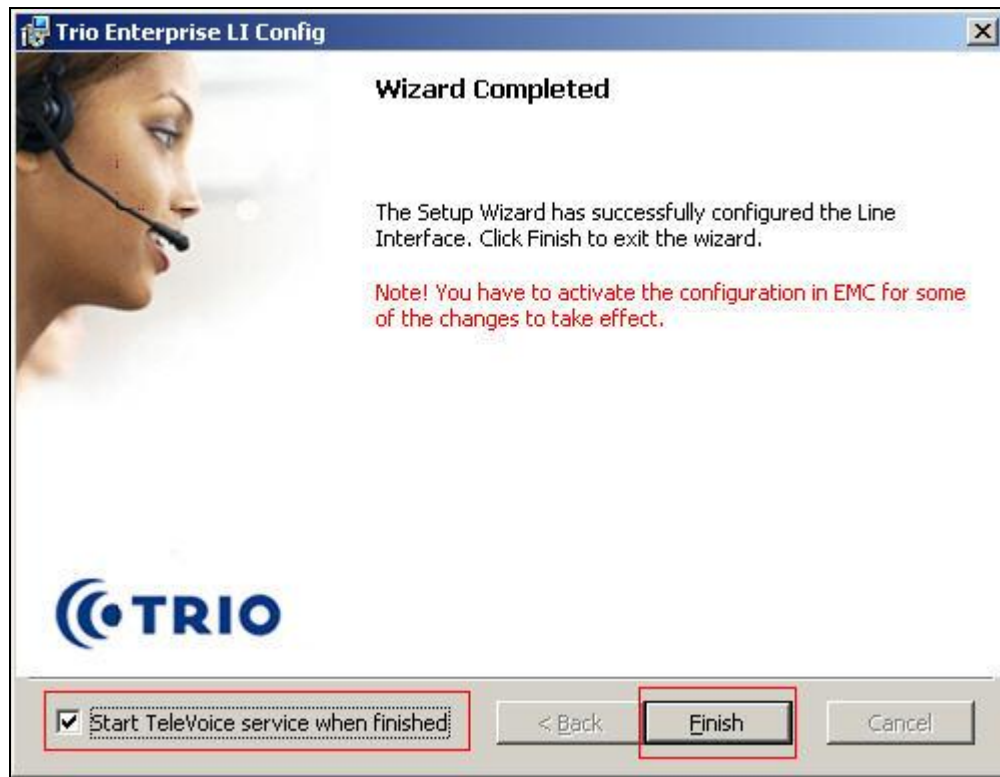 Trio Enterprise LI Config
Wizard Completed
The Setup Wizard has successfully configured the Line
Interface. Click Finish to exit the wizard.
Note! You have to activate the configuration in EMC for some
of the changes to take effect.
TRIO
Start TeleVoice service when finished
< Back
Finish
Cancel